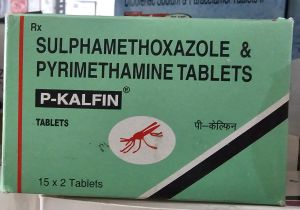 Rx
SULPHAMETHOXAZOLE &
PYRIMETHAMINE TABLETS
P-KALFIN®
TABLETS
पी-केल्फिन
15 x 2 Tablets